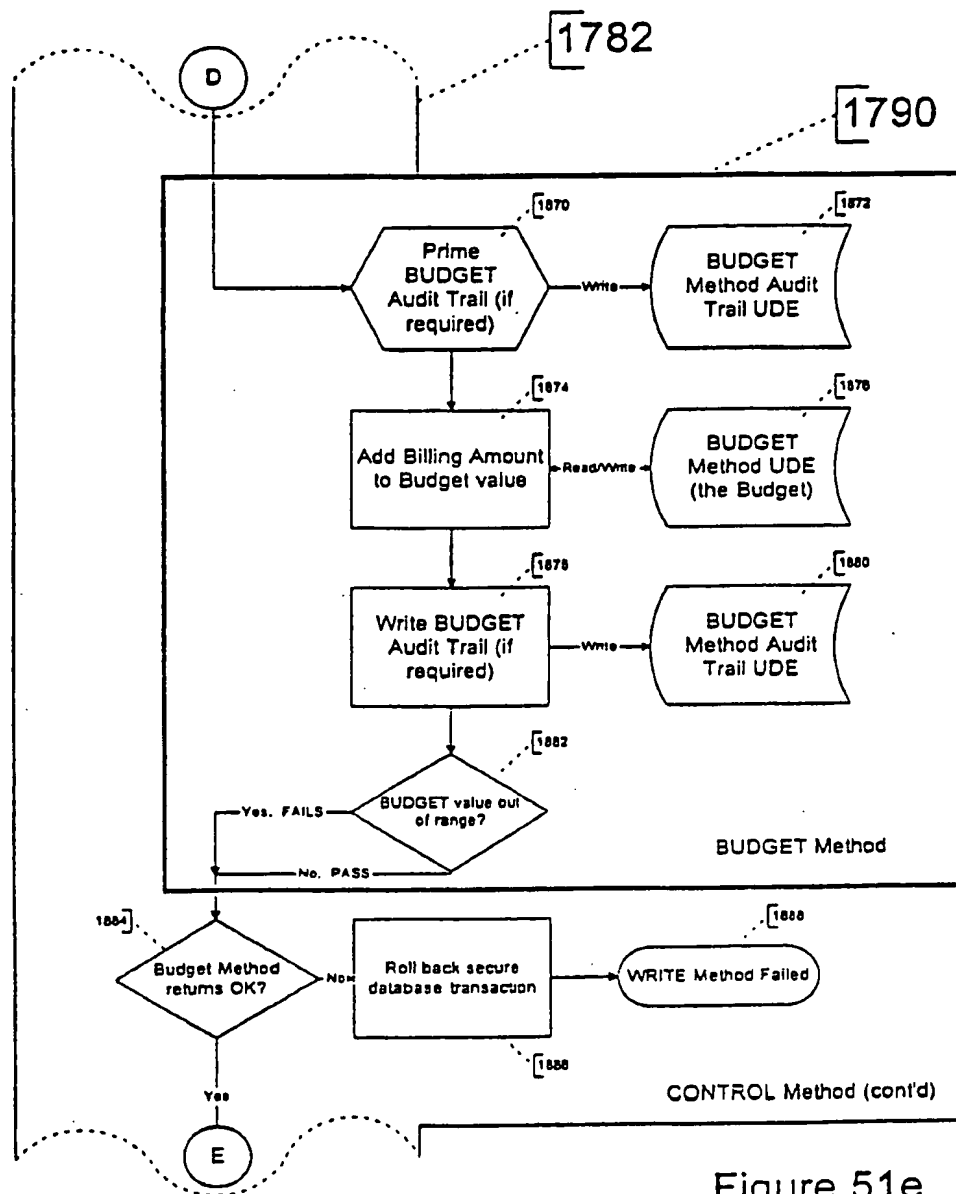 1782
D
1790
1870
Prime
BUDGET
Audit Trail (if
required)
Write
1872
BUDGET
Method Audit
Trail UDE
1874
Add Billing Amount
to Budget value
Read/Write
1876
BUDGET
Method UDE
(the Budget)
1878
Write BUDGET
Audit Trail (if
required)
Write
1880
BUDGET
Method Audit
Trail UDE
1882
BUDGET value out
of range?
Yes, FAILS
No, PASS
BUDGET Method
1884
Budget Method
returns OK?
No
Roll back secure
database transaction
1886
1888
WRITE Method Failed
Yes
CONTROL Method (cont'd)
E
Figure 51e